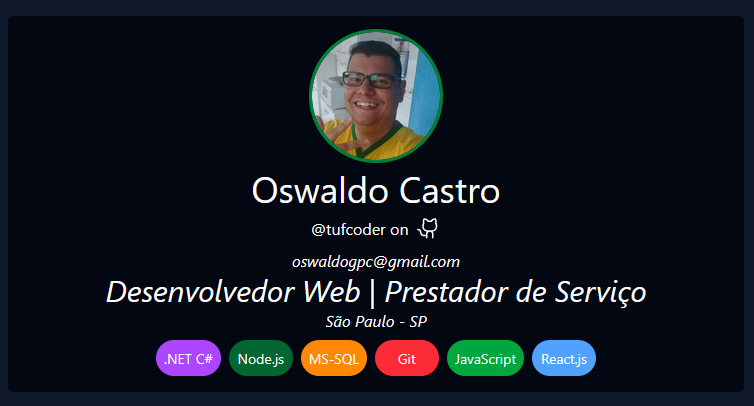 Oswaldo Castro
@tufcoder on
oswaldogpc@gmail.com
Desenvolvedor Web | Prestador de Serviço
São Paulo - SP
.NET C# Node.js MS-SQL Git JavaScript React.js